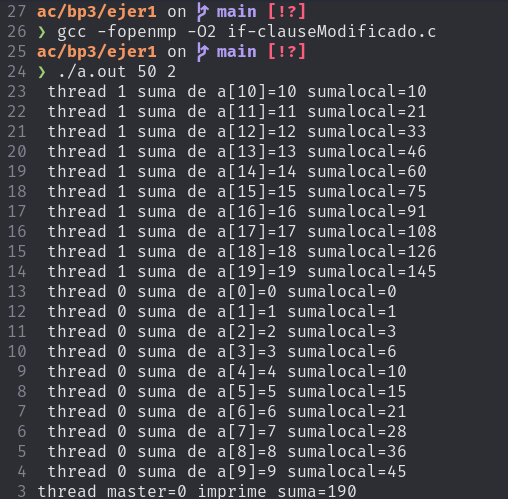 27 ac/bp3/ejer1 on  main [!?]
26 ❯ gcc -fopenmp -O2 if-clauseModificado.c
25 ac/bp3/ejer1 on  main [!?]
24 ❯ ./a.out 50 2
23 thread 1 suma de a[10]=10 sumalocal=10
22 thread 1 suma de a[11]=11 sumalocal=21
21 thread 1 suma de a[12]=12 sumalocal=33
20 thread 1 suma de a[13]=13 sumalocal=46
19 thread 1 suma de a[14]=14 sumalocal=60
18 thread 1 suma de a[15]=15 sumalocal=75
17 thread 1 suma de a[16]=16 sumalocal=91
16 thread 1 suma de a[17]=17 sumalocal=108
15 thread 1 suma de a[18]=18 sumalocal=126
14 thread 1 suma de a[19]=19 sumalocal=145
13 thread 0 suma de a[0]=0 sumalocal=0
12 thread 0 suma de a[1]=1 sumalocal=1
11 thread 0 suma de a[2]=2 sumalocal=3
10 thread 0 suma de a[3]=3 sumalocal=6
9 thread 0 suma de a[4]=4 sumalocal=10
8 thread 0 suma de a[5]=5 sumalocal=15
7 thread 0 suma de a[6]=6 sumalocal=21
6 thread 0 suma de a[7]=7 sumalocal=28
5 thread 0 suma de a[8]=8 sumalocal=36
4 thread 0 suma de a[9]=9 sumalocal=45
3 thread master=0 imprime suma=190